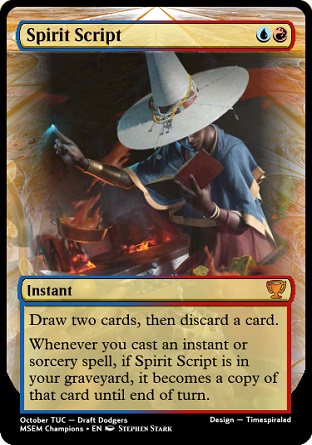 Spirit Script
Instant
Draw two cards, then discard a card.
Whenever you cast an instant or
sorcery spell, if Spirit Script is in
your graveyard, it becomes a copy of
that card until end of turn.
October TUC — Draft Dodgers
Design — Timespiraled
MSEM Champions • EN Stephen Stark